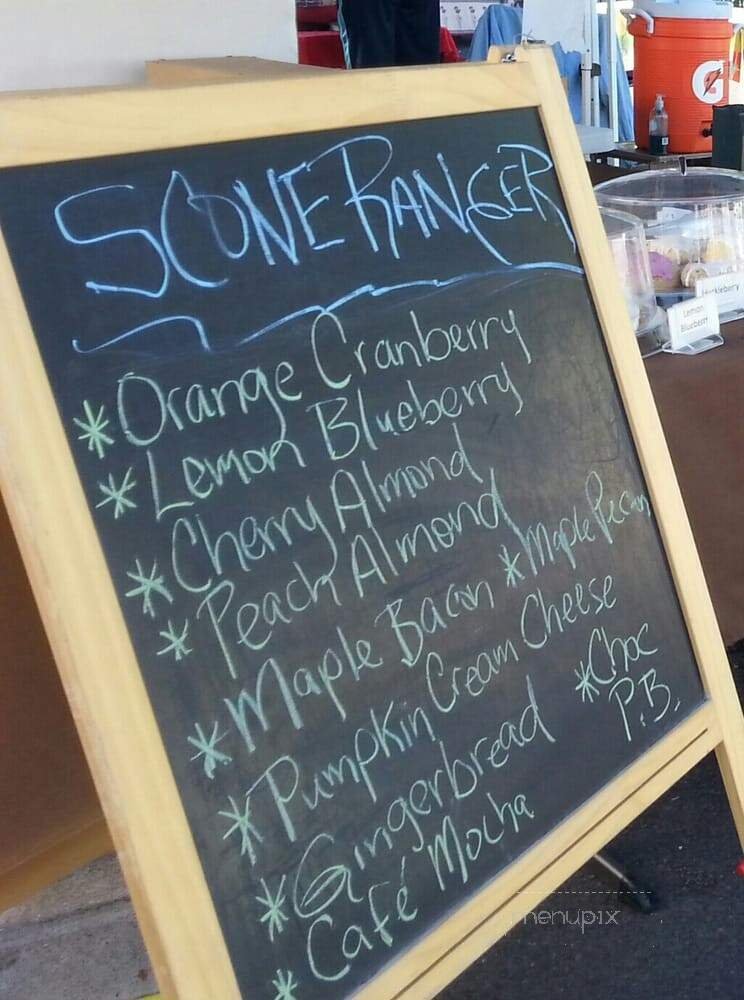 SCONE RANGER
* Orange Cranberry
* Lemon Blueberry
Cherry Almond
* Peach Almond
* Maple Bacon * Maple Pecan
* Pumpkin Cream Cheese
* Gingerbread * Choc P.B.
* Café Mocha
*
G
Lemon
Blueberry
Huckleberry
menupix